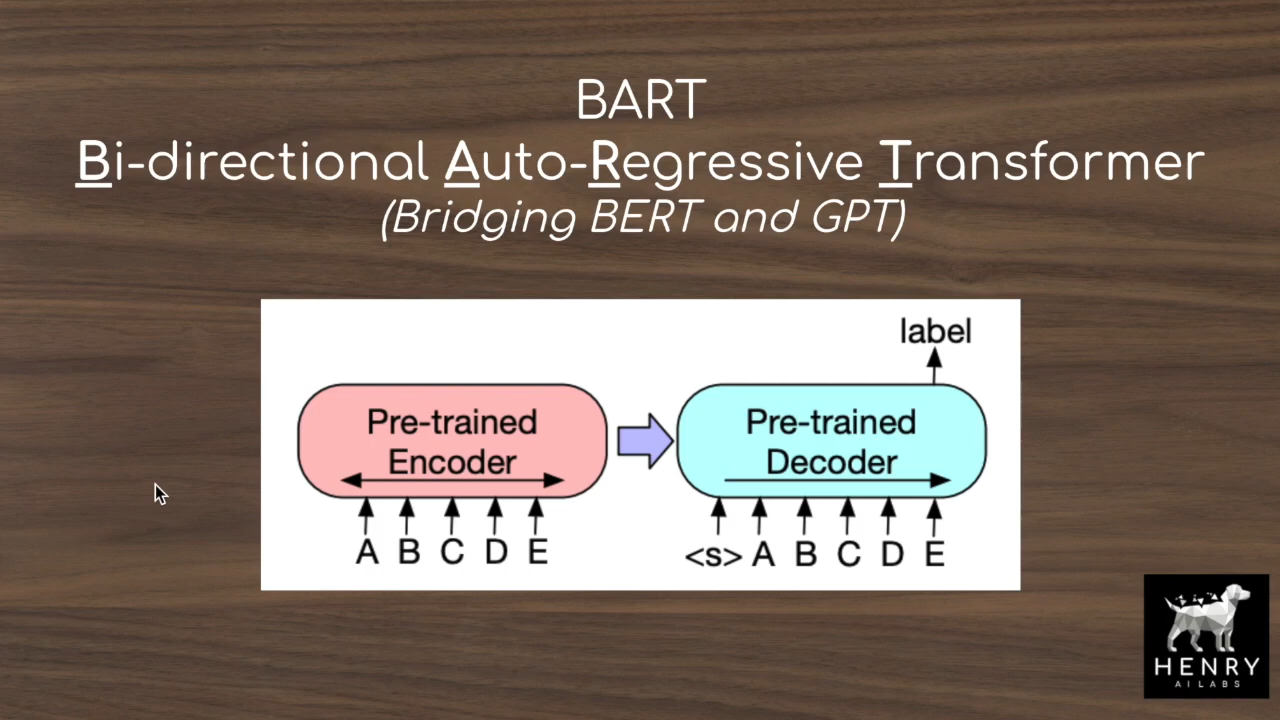 BART
Bi-directional Auto-Regressive Transformer
(Bridging BERT and GPT)
label
Pre-trained
Encoder
Pre-trained
Decoder
A B C D E
<s> A B C D E
HENRY
AI LABS